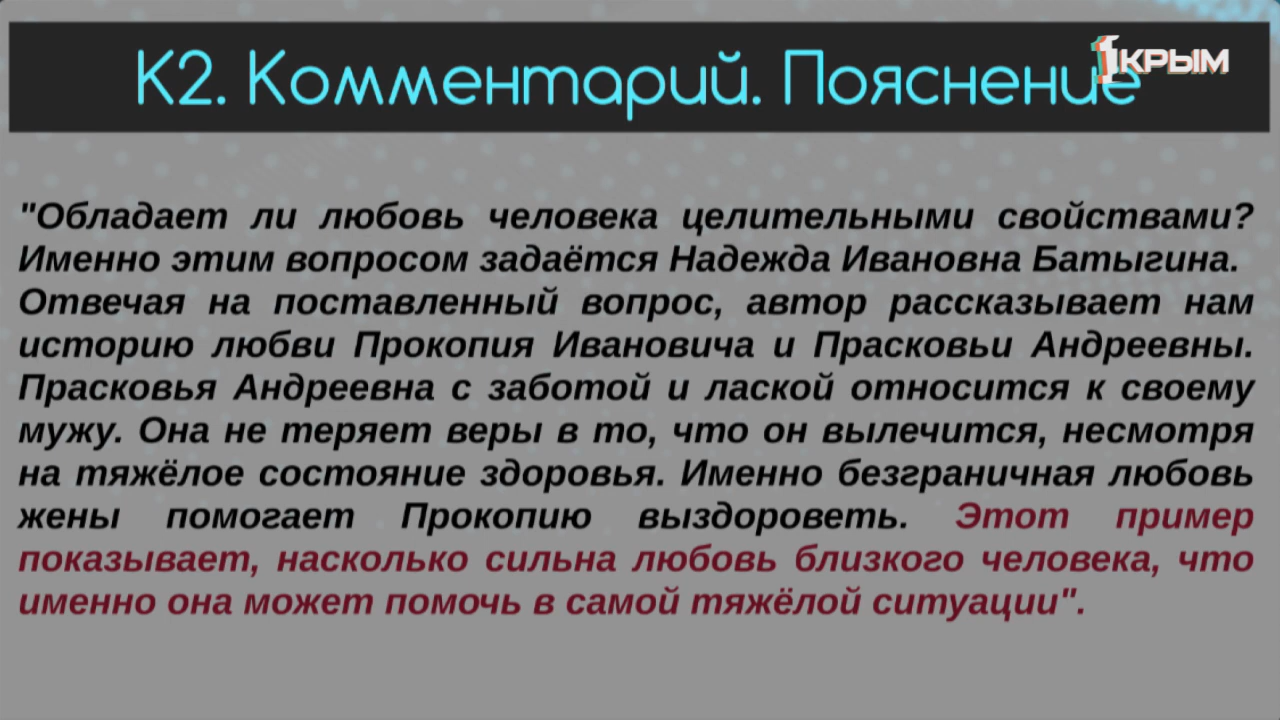 К2. Комментарий. Пояснение
1КРЫМ
"Обладает ли любовь человека целительными свойствами?
Именно этим вопросом задаётся Надежда Ивановна Батыгина.
Отвечая на поставленный вопрос, автор рассказывает нам
историю любви Прокопия Ивановича и Прасковьи Андреевны.
Прасковья Андреевна с заботой и лаской относится к своему
мужу. Она не теряет веры в то, что он вылечится, несмотря
на тяжёлое состояние здоровья. Именно безграничная любовь
жены помогает Прокопию выздороветь. Этот пример
показывает, насколько сильна любовь близкого человека, что
именно она может помочь в самой тяжёлой ситуации".